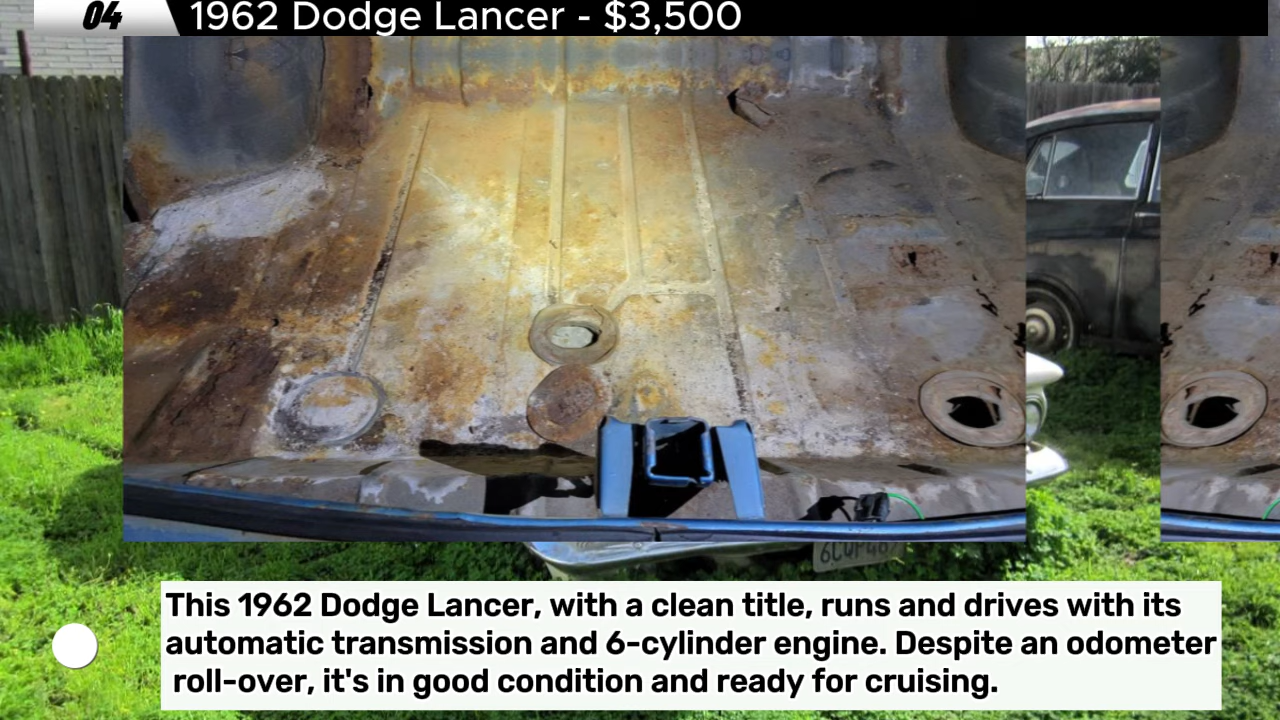 04
1962 Dodge Lancer - $3,500
This 1962 Dodge Lancer, with a clean title, runs and drives with its
automatic transmission and 6-cylinder engine. Despite an odometer
roll-over, it's in good condition and ready for cruising.